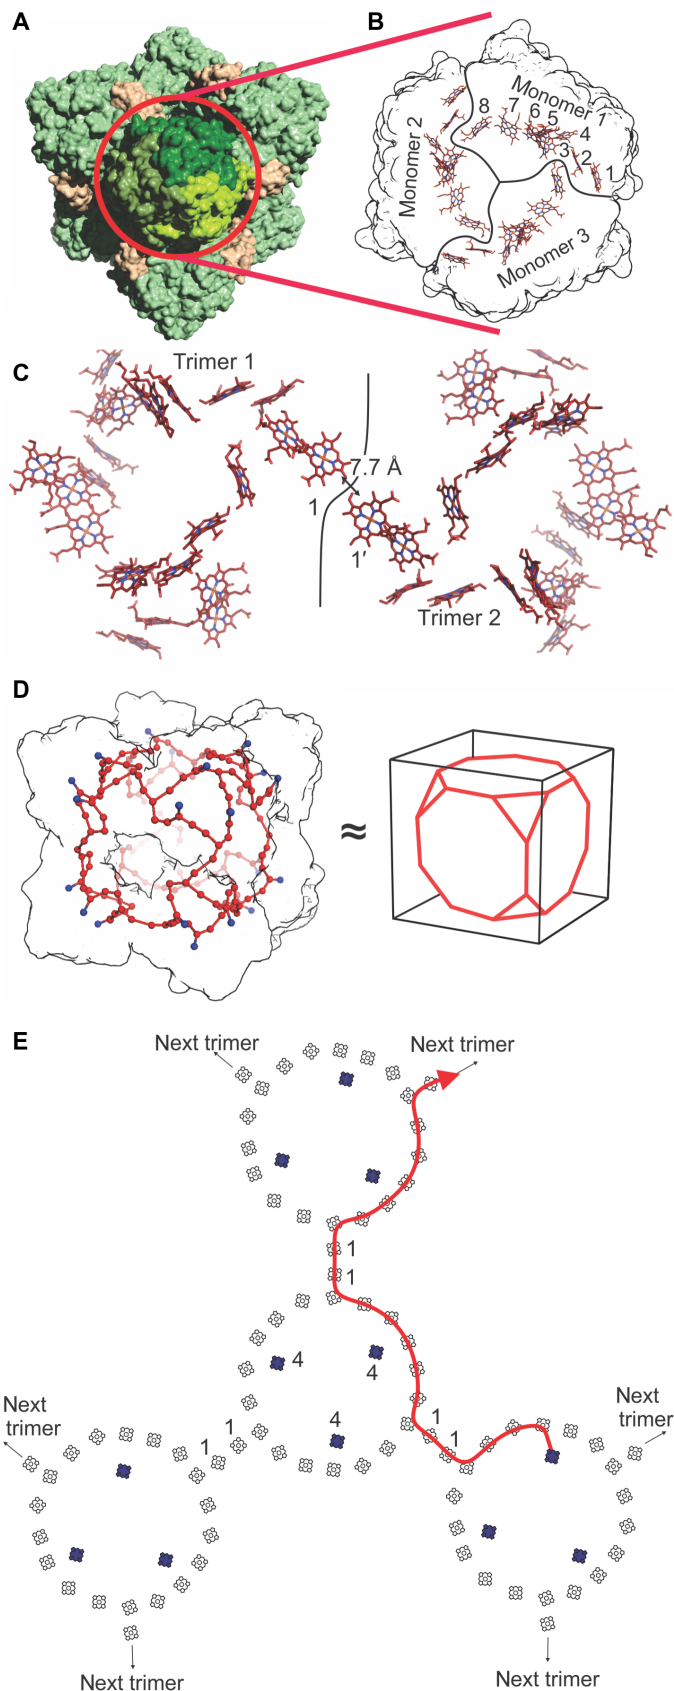 A
B
Monomer 1
Monomer 2
Monomer 3
8
7
6
5
4
3
2
1
C
Trimer 1
7.7 Å
1
1′
Trimer 2
D
≈
E
Next trimer
Next trimer
1
1
4
4
4
1
1
1
1
Next
trimer
Next
trimer
Next trimer
Next trimer